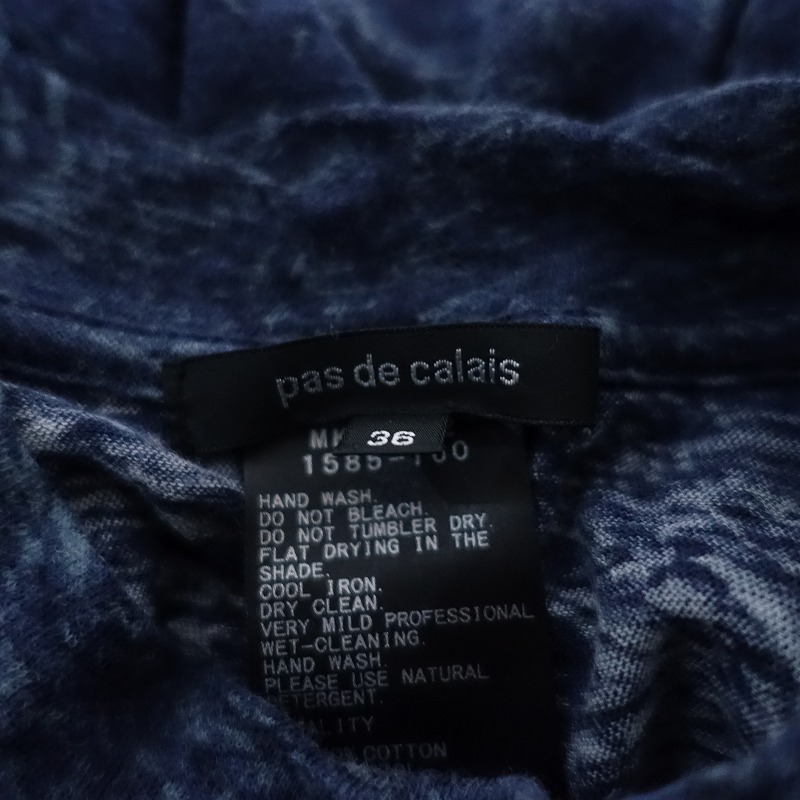 pas de calais
36
HAND WASH.
DO NOT BLEACH.
DO NOT TUMBLER DRY.
FLAT DRYING IN THE
SHADE.
COOL IRON.
DRY CLEAN.
VERY MILD PROFESSIONAL
WET-CLEANING.
HAND WASH.
PLEASE USE NATURAL
COTTON